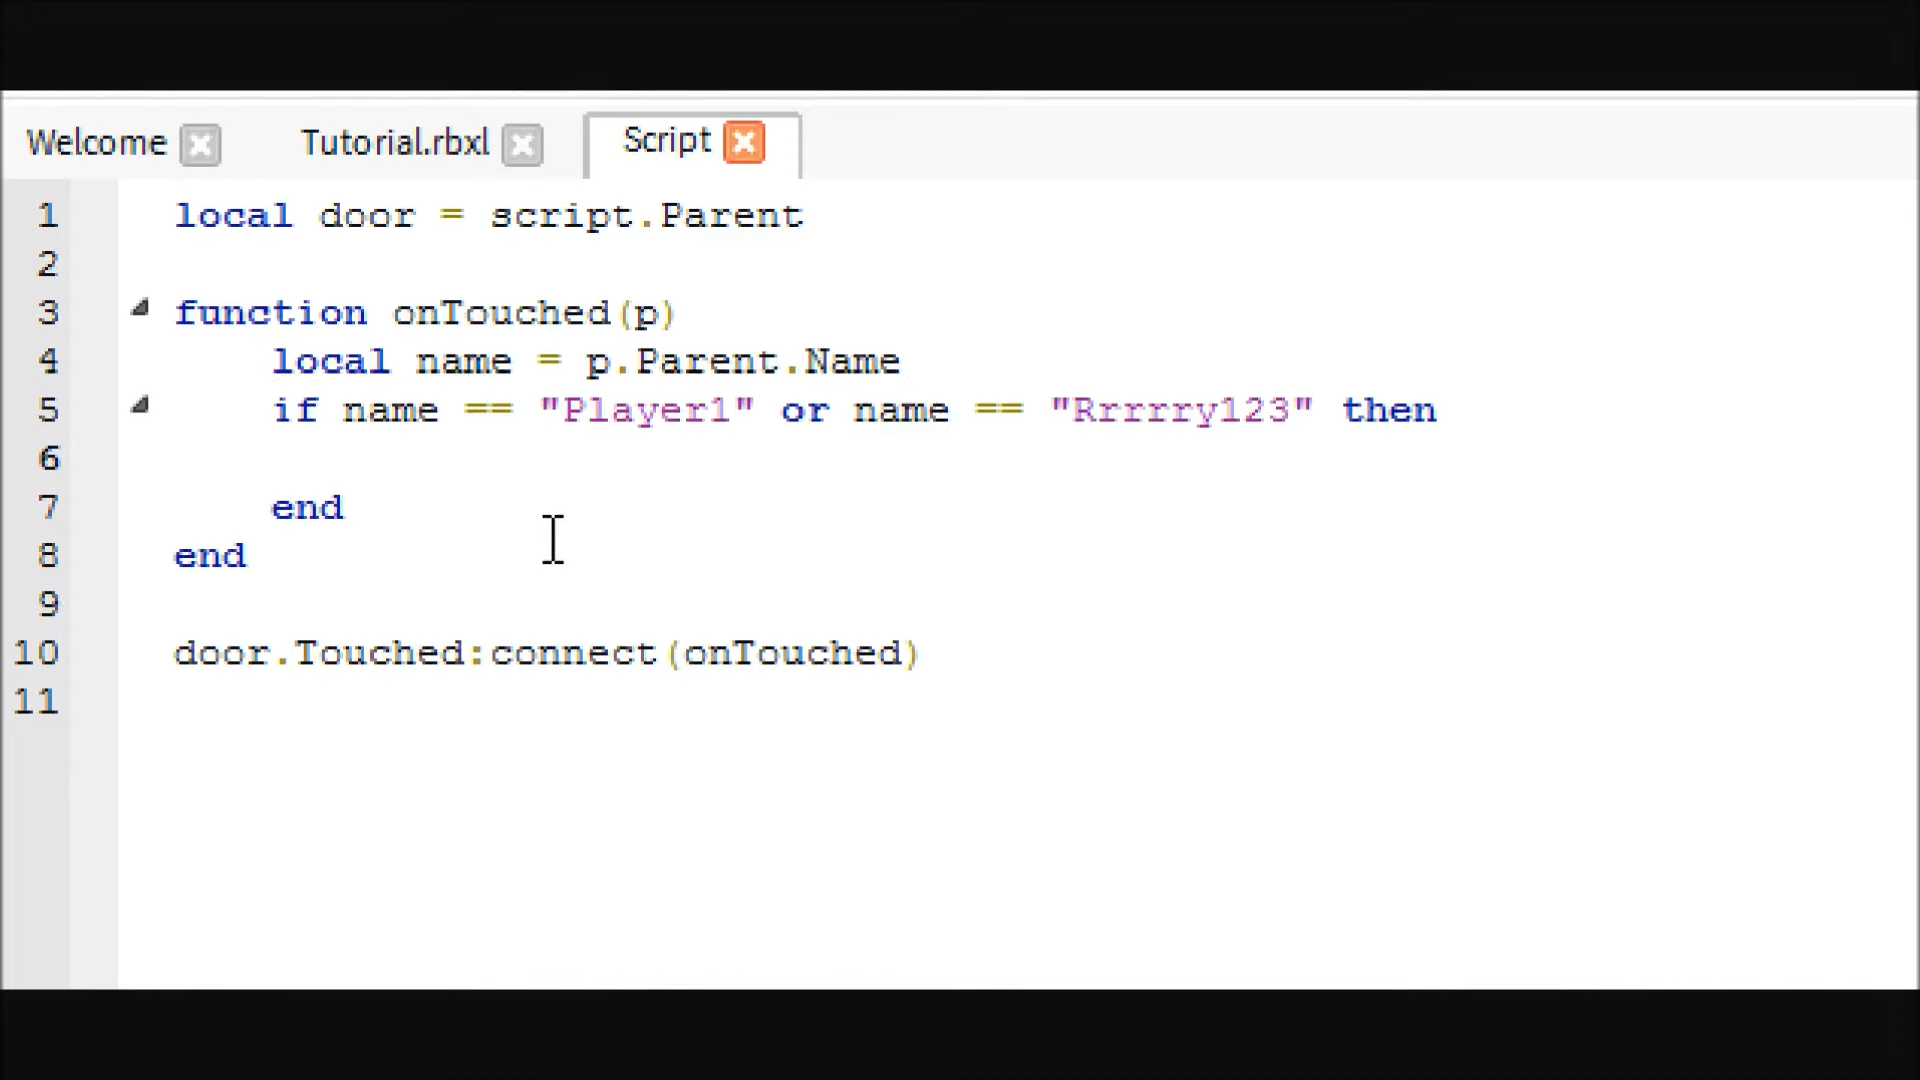 Welcome Tutorial.rbxl Script
1 local door = script.Parent
2
3 function onTouched(p)
4 local name = p.Parent.Name
5 if name == "Player1" or name == "Rrrrry123" then
6
7 end
8 end
9
10 door.Touched:connect(onTouched)
11